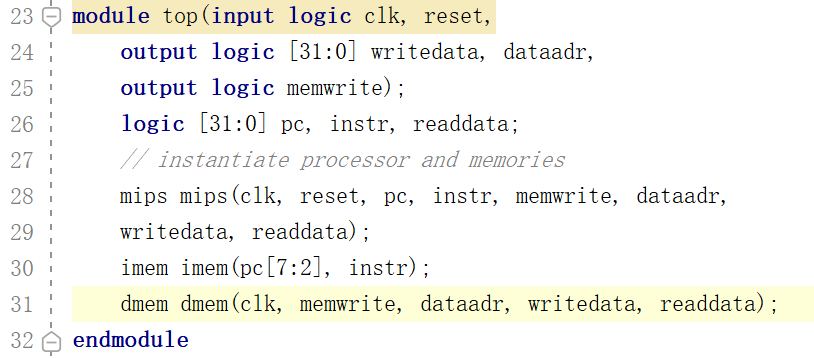 23 module top(input logic clk, reset,
24 output logic [31:0] writedata, dataadr,
25 output logic memwrite);
26 logic [31:0] pc, instr, readdata;
27 // instantiate processor and memories
28 mips mips(clk, reset, pc, instr, memwrite, dataadr,
29 writedata, readdata);
30 imem imem(pc[7:2], instr);
31 dmem dmem(clk, memwrite, dataadr, writedata, readdata);
32 endmodule